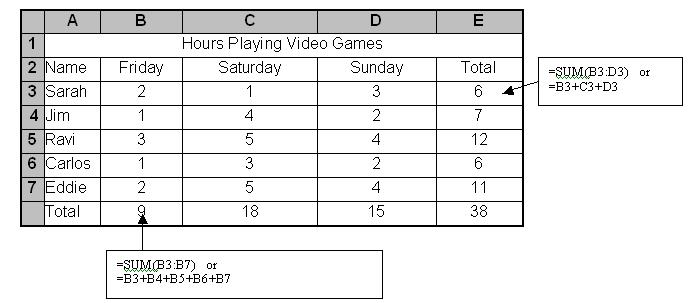 A B C D E
1 Hours Playing Video Games
2 Name Friday Saturday Sunday Total
3 Sarah 2 1 3 6
=SUM(B3:D3) or
=B3+C3+D3
4 Jim 1 4 2 7
5 Ravi 3 5 4 12
6 Carlos 1 3 2 6
7 Eddie 2 5 4 11
Total 9 18 15 38
=SUM(B3:B7) or
=B3+B4+B5+B6+B7